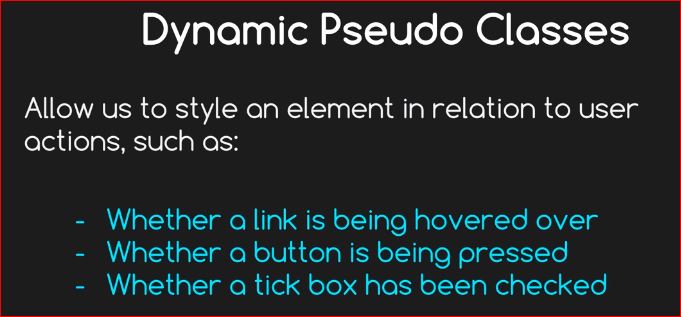 Dynamic Pseudo Classes
Allow us to style an element in relation to user
actions, such as:
- Whether a link is being hovered over
- Whether a button is being pressed
- Whether a tick box has been checked